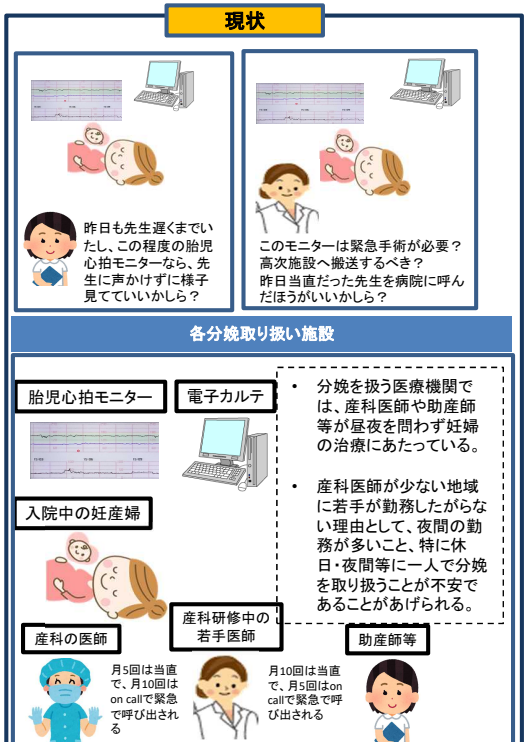 現状
昨日も先生遅くまでい
たし、この程度の胎児
心拍モニターなら、先
生に声かけずに様子
見てていいかしら？
このモニターは緊急手術が必要？
高次施設へ搬送するべき？
昨日当直だった先生を病院に呼ん
だほうがいいかしら？
各分娩取り扱い施設
胎児心拍モニター
電子カルテ
入院中の妊産婦
• 分娩を扱う医療機関で
は、産科医師や助産師
等が昼夜を問わず妊婦
の治療にあたっている。
• 産科医師が少ない地域
に若手が勤務したがらな
い理由として、夜間の勤
務が多いこと、特に休
日・夜間等に一人で分娩
を取り扱うことが不安で
あることがあげられる。
産科の医師
月5回は当直
で、月10回は
on callで緊急
で呼び出され
る
産科研修中の
若手医師
月10回は当直
で、月5回はon
callで緊急で呼
び出される
助産師等